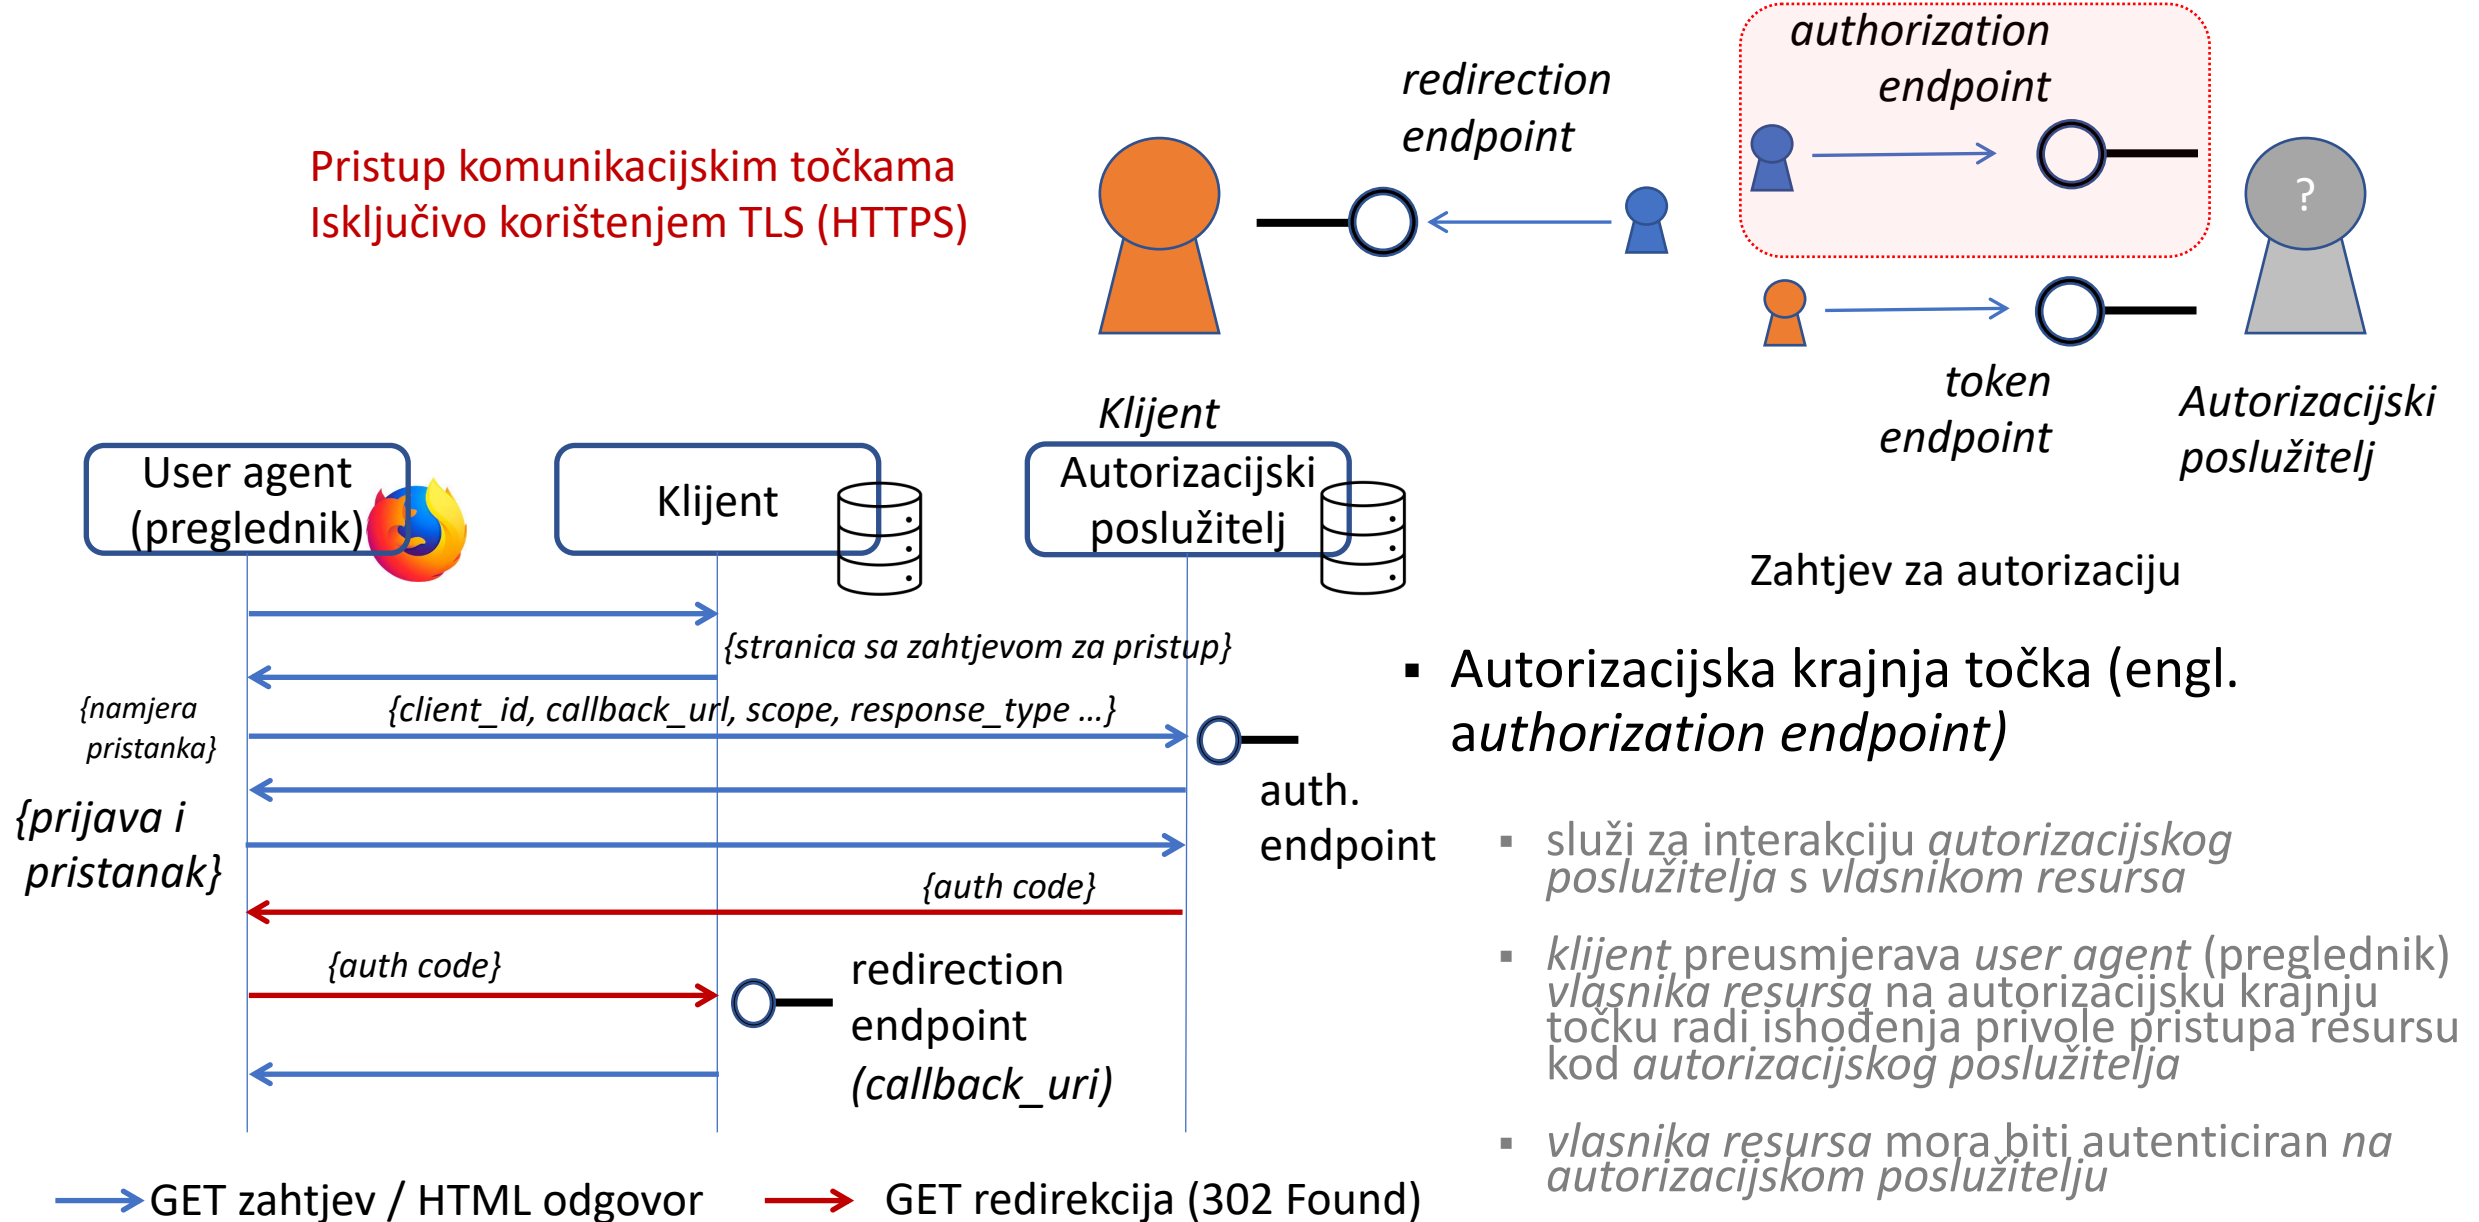 authorization
endpoint
redirection
endpoint
Pristup komunikacijskim točkama
Isključivo korištenjem TLS (HTTPS)
?
token
endpoint
Klijent
Autorizacijski
poslužitelj
User agent
(preglednik)
Klijent
Autorizacijski
poslužitelj
Zahtjev za autorizaciju
{stranica sa zahtjevom za pristup}
{namjera
pristanka}
{client_id, callback_url, scope, response_type …}
auth.
endpoint
{prijava i
pristanak}
{auth code}
{auth code}
redirection
endpoint
(callback_uri)
GET zahtjev / HTML odgovor
GET redirekcija (302 Found)
▪ Autorizacijska krajnja točka (engl.
authorization endpoint)
▪ služi za interakciju autorizacijskog
poslužitelja s vlasnikom resursa
▪ klijent preusmjerava user agent (preglednik)
vlasnika resursa na autorizacijsku krajnju
točku radi ishođenja privole pristupa resursu
kod autorizacijskog poslužitelja
▪ vlasnika resursa mora biti autenticiran na
autorizacijskom poslužitelju